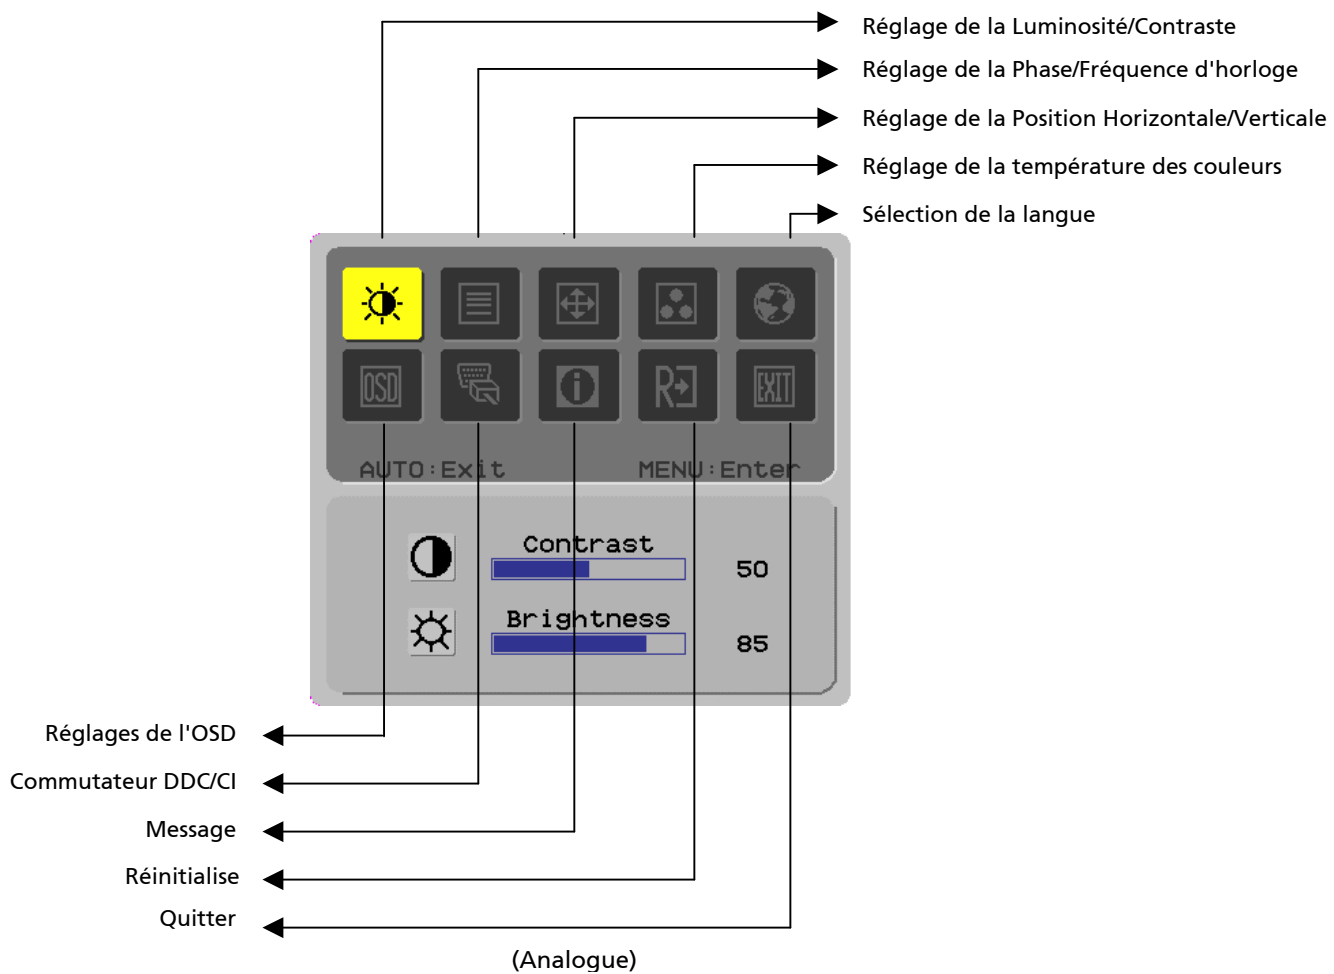 Réglage de la Luminosité/Contraste
Réglage de la Phase/Fréquence d'horloge
Réglage de la Position Horizontale/Verticale
Réglage de la température des couleurs
Sélection de la langue
OSD
R
EXIT
AUTO:Exit MENU:Enter
Contrast
50
Brightness
85
Réglages de l'OSD
Commutateur DDC/CI
Message
Réinitialise
Quitter
(Analogue)